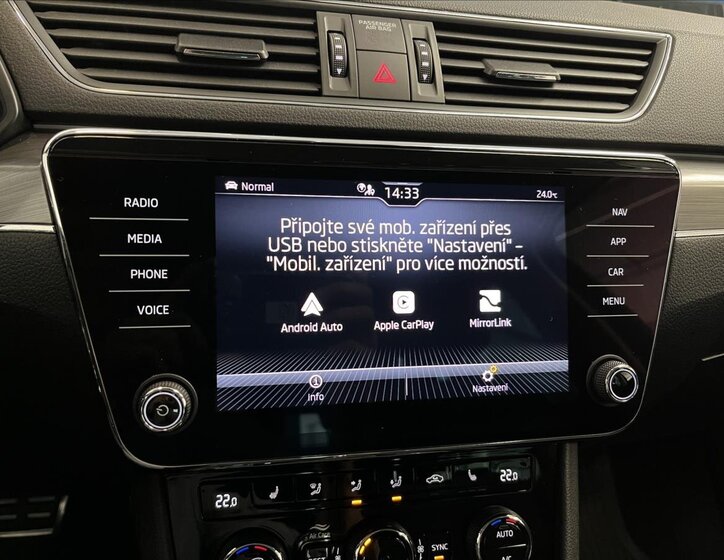 PASSENGER
AIR BAG
Normal
14:33
24.0°C
RADIO
MEDIA
PHONE
VOICE
NAV
APP
CAR
MENU
Připojte své mob. zařízení přes
USB nebo stiskněte "Nastavení" –
"Mobil. zařízení" pro více možností.
Android Auto
Apple CarPlay
MirrorLink
Info
Nastavení
22.0
22.0
AUTO
SYNC
A/C